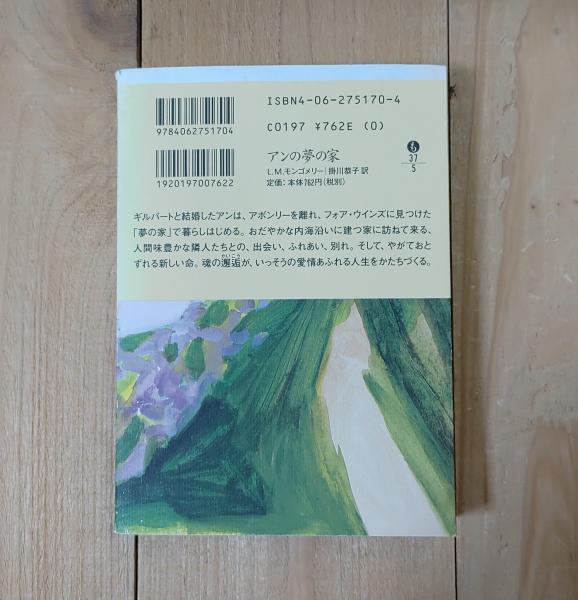 ISBN4-06-275170-4
9784062751704
C0197 ¥762E (0)
アンの夢の家
L.M.モンゴメリー|掛川恭子 訳
定価:本体762円(税別)
1920197007622
37
5
ギルバートと結婚したアンは、アボンリーを離れ、フォア・ウインズに見つけた
「夢の家」で暮らしはじめる。おだやかな内海沿いに建つ家に訪ねて来る、
人間味豊かな隣人たちとの、出会い、ふれあい、別れ。そして、やがておと
ずれる新しい命。魂の邂逅が、いっそうの愛情あふれる人生をかたちづくる。
かいこう